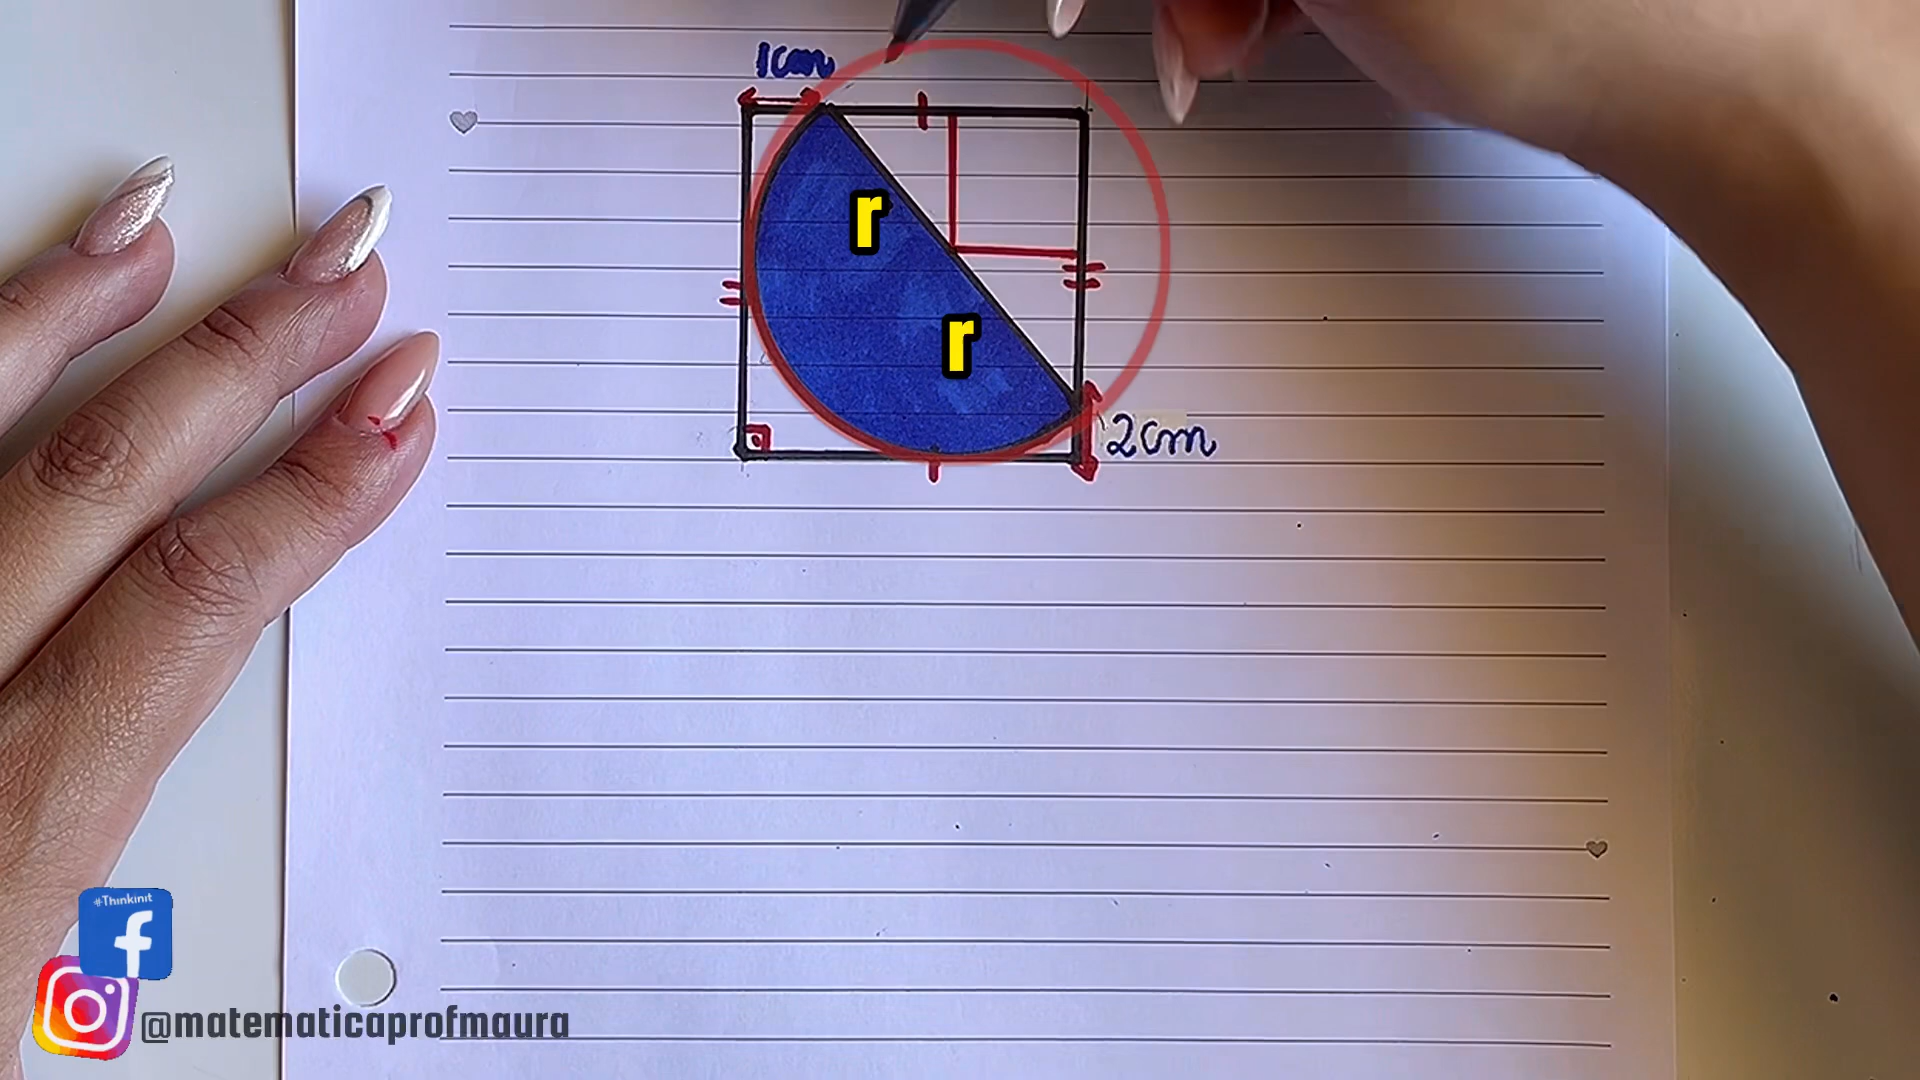 1cm
r
r
2cm
#Thinkinit
f
@matematicaprofmaura